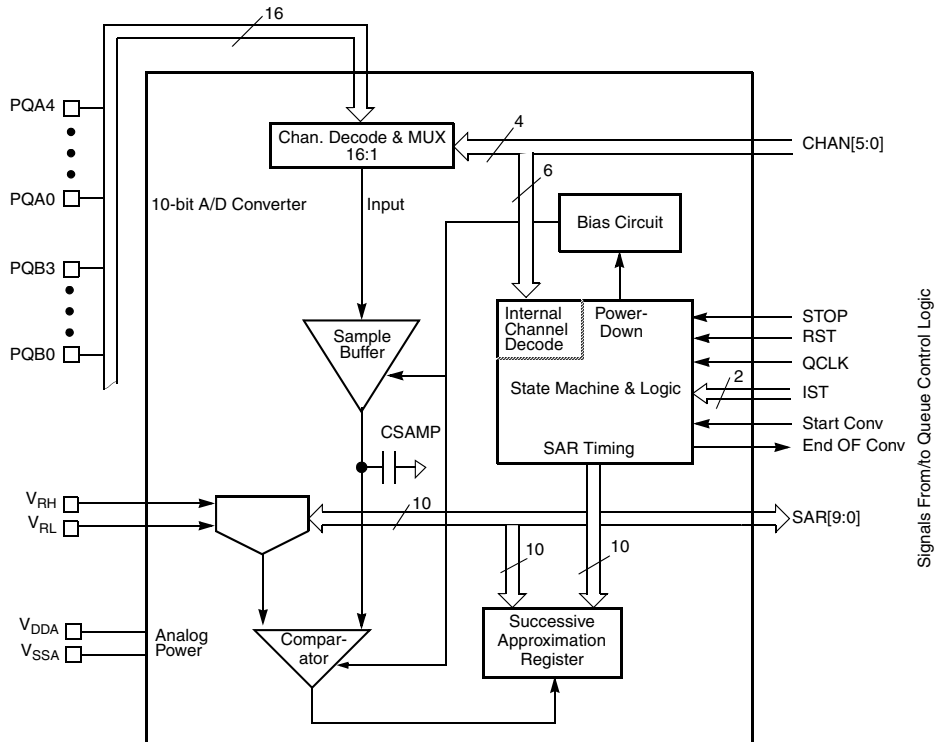 16
PQA4
PQA0
PQB3
PQB0
Chan. Decode & MUX
16:1
4
CHAN[5:0]
6
10-bit A/D Converter
Input
Bias Circuit
Sample
Buffer
Internal
Channel
Decode
Power-
Down
State Machine & Logic
SAR Timing
STOP
RST
QCLK
2
IST
Start Conv
End OF Conv
Signals From/to Queue Control Logic
CSAMP
VRH
VRL
10
SAR[9:0]
10
10
VDDA
VSSA
Analog
Power
Compar-
ator
Successive
Approximation
Register